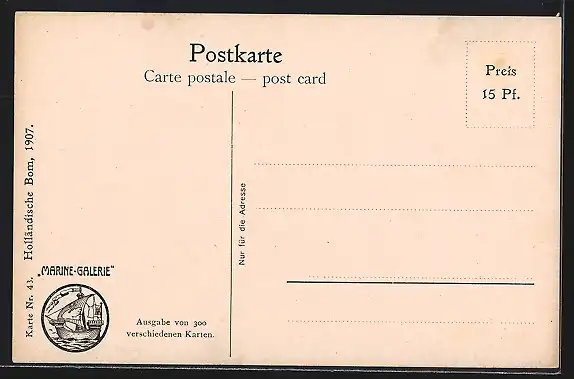 Postkarte
Carte postale — post card
Preis
15 Pf.
Karte Nr. 43. Holländische Bom, 1907.
Nur für die Adresse
„MARINE-GALERIE"
Ausgabe von 300
verschiedenen Karten.